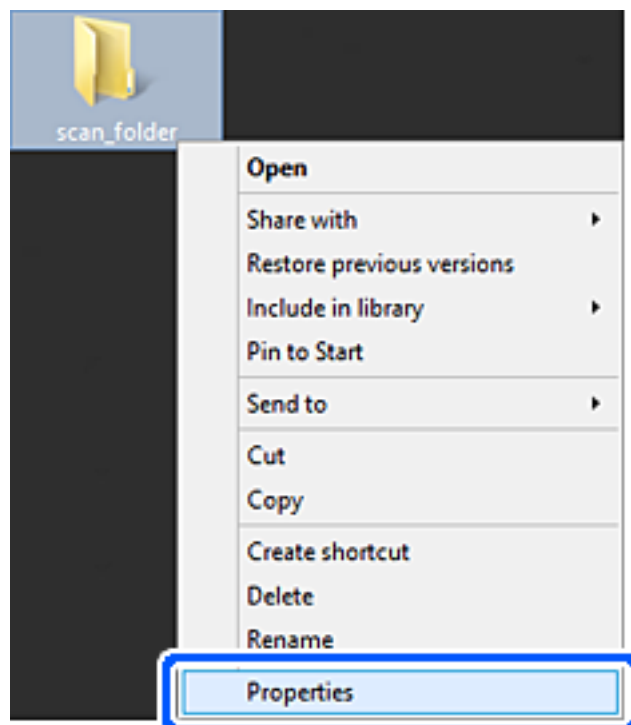 scan_folder
Open
Share with
Restore previous versions
Include in library
Pin to Start
Send to
Cut
Copy
Create shortcut
Delete
Rename
Properties